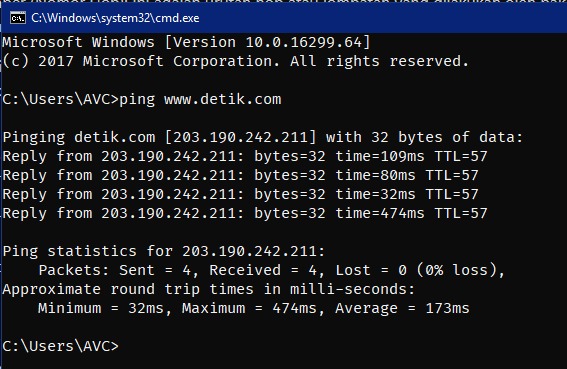 C:\Windows\system32\cmd.exe
Microsoft Windows [Version 10.0.16299.64]
(c) 2017 Microsoft Corporation. All rights reserved.
C:\Users\AVC>ping www.detik.com
Pinging detik.com [203.190.242.211] with 32 bytes of data:
Reply from 203.190.242.211: bytes=32 time=109ms TTL=57
Reply from 203.190.242.211: bytes=32 time=80ms TTL=57
Reply from 203.190.242.211: bytes=32 time=32ms TTL=57
Reply from 203.190.242.211: bytes=32 time=474ms TTL=57
Ping statistics for 203.190.242.211:
    Packets: Sent = 4, Received = 4, Lost = 0 (0% loss),
Approximate round trip times in milli-seconds:
    Minimum = 32ms, Maximum = 474ms, Average = 173ms
C:\Users\AVC>